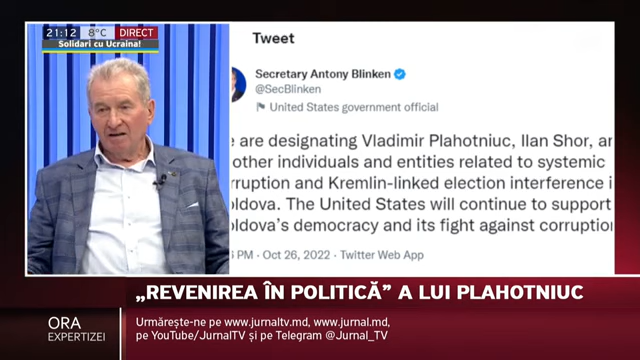 21:12 8°C DIRECT
Solidari cu Ucraina!
Tweet
Secretary Antony Blinken
@SecBlinken
United States government official
e are designating Vladimir Plahotniuc, Ilan Shor, an
other individuals and entities related to systemic
rruption and Kremlin-linked election interference i
oldova. The United States will continue to support
oldova's democracy and its fight against corruption
PM · Oct 26, 2022 · Twitter Web App
„REVENIREA ÎN POLITICĂ” A LUI PLAHOTNIUC
ORA
EXPERTIZEI
Urmărește-ne pe www.jurnaltv.md, www.jurnal.md,
pe YouTube/JurnalTV și pe Telegram @Jurnal_TV